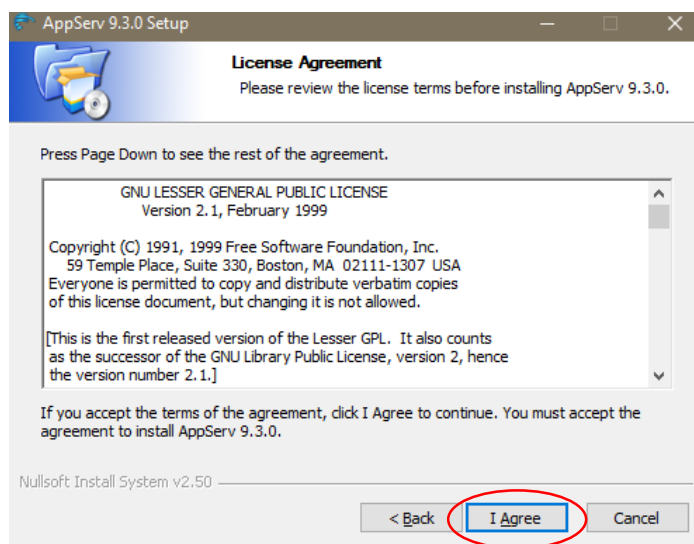 AppServ 9.3.0 Setup
License Agreement
Please review the license terms before installing AppServ 9.3.0.
Press Page Down to see the rest of the agreement.
GNU LESSER GENERAL PUBLIC LICENSE
Version 2.1, February 1999
Copyright (C) 1991, 1999 Free Software Foundation, Inc.
59 Temple Place, Suite 330, Boston, MA 02111-1307 USA
Everyone is permitted to copy and distribute verbatim copies
of this license document, but changing it is not allowed.
[This is the first released version of the Lesser GPL. It also counts
as the successor of the GNU Library Public License, version 2, hence
the version number 2.1.]
If you accept the terms of the agreement, click I Agree to continue. You must accept the
agreement to install AppServ 9.3.0.
Nullsoft Install System v2.50
< Back I Agree Cancel